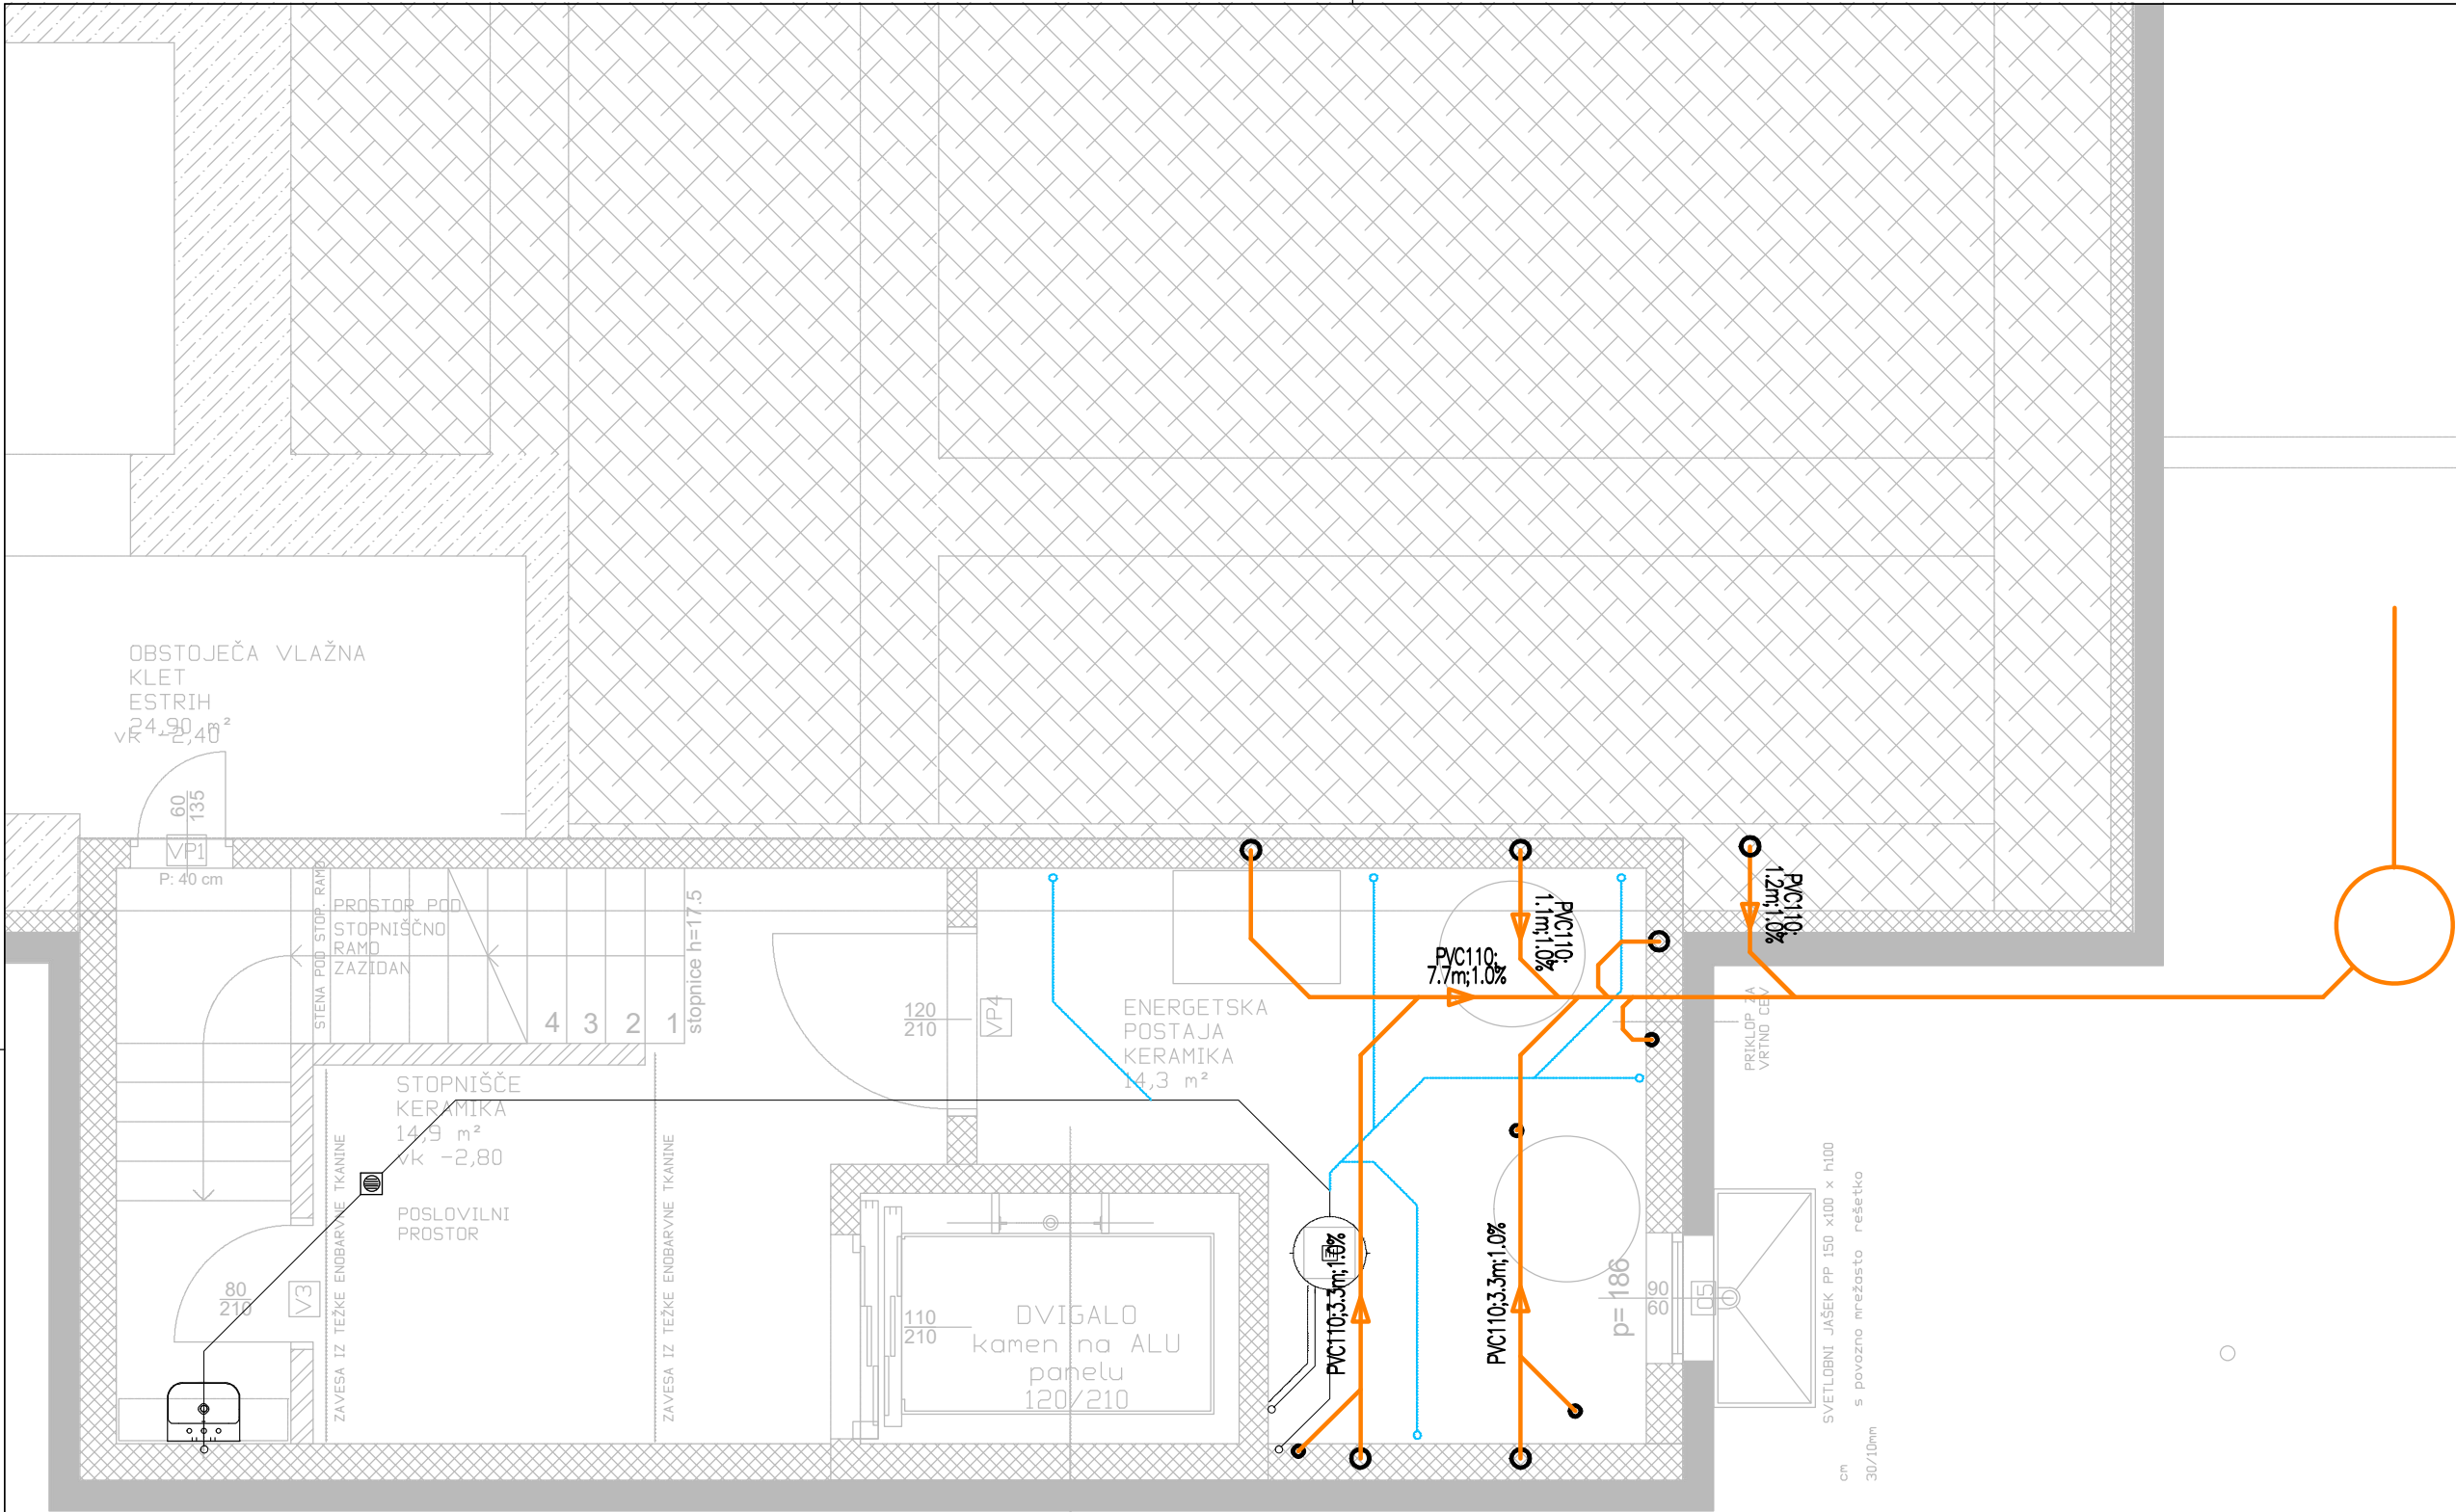 OBSTOJEČA VLAŽNA
KLET
ESTRIH
24,90 m²
vk -2,40
60
135
VP1
P: 40 cm
STENA POD STOP. RAMO
PROSTOR POD
STOPNIŠČNO
RAMO
ZAZIDAN
4 3 2 1
stopnice h=17.5
120
210
VP4
ENERGETSKA
POSTAJA
KERAMIKA
14,3 m²
PVC110;
7.7m;1.0%
PVC110;
1.1m;1.0%
PVC110;
1.2m;1.0%
PRIKLOP ZA
VRTNO CEV
STOPNIŠČE
KERAMIKA
14,9 m²
vk -2,80
POSLOVILNI
PROSTOR
ZAVESA IZ TEŽKE ENOBARVNE TKANINE
ZAVESA IZ TEŽKE ENOBARVNE TKANINE
80
210
V3
110
210
DVIGALO
kamen na ALU
panelu
120/210
PVC110;3.3m;1.0%
PVC110;3.3m;1.0%
p= 186
90
60
O5
SVETLOBNI JAŠEK PP 150 x100 x h100
cm
s povozno mrežasto rešetko
30/10mm